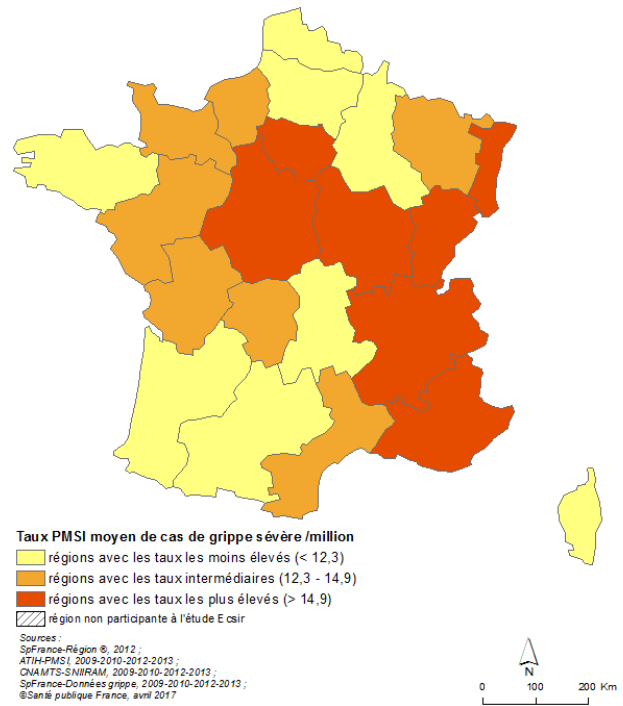 Taux PMSI moyen de cas de grippe sévère /million
régions avec les taux les moins élevés (< 12,3)
régions avec les taux intermédiaires (12,3 - 14,9)
régions avec les taux les plus élevés (> 14,9)
région non participante à l'étude Ecsir
Sources :
SpFrance-Région ®, 2012 ;
ATIH-PMSI, 2009-2010-2012-2013 ;
CNAMTS-SNIIRAM, 2009-2010-2012-2013 ;
SpFrance-Données grippe, 2009-2010-2012-2013 ;
®Santé publique France, avril 2017
N
0 100 200 Km